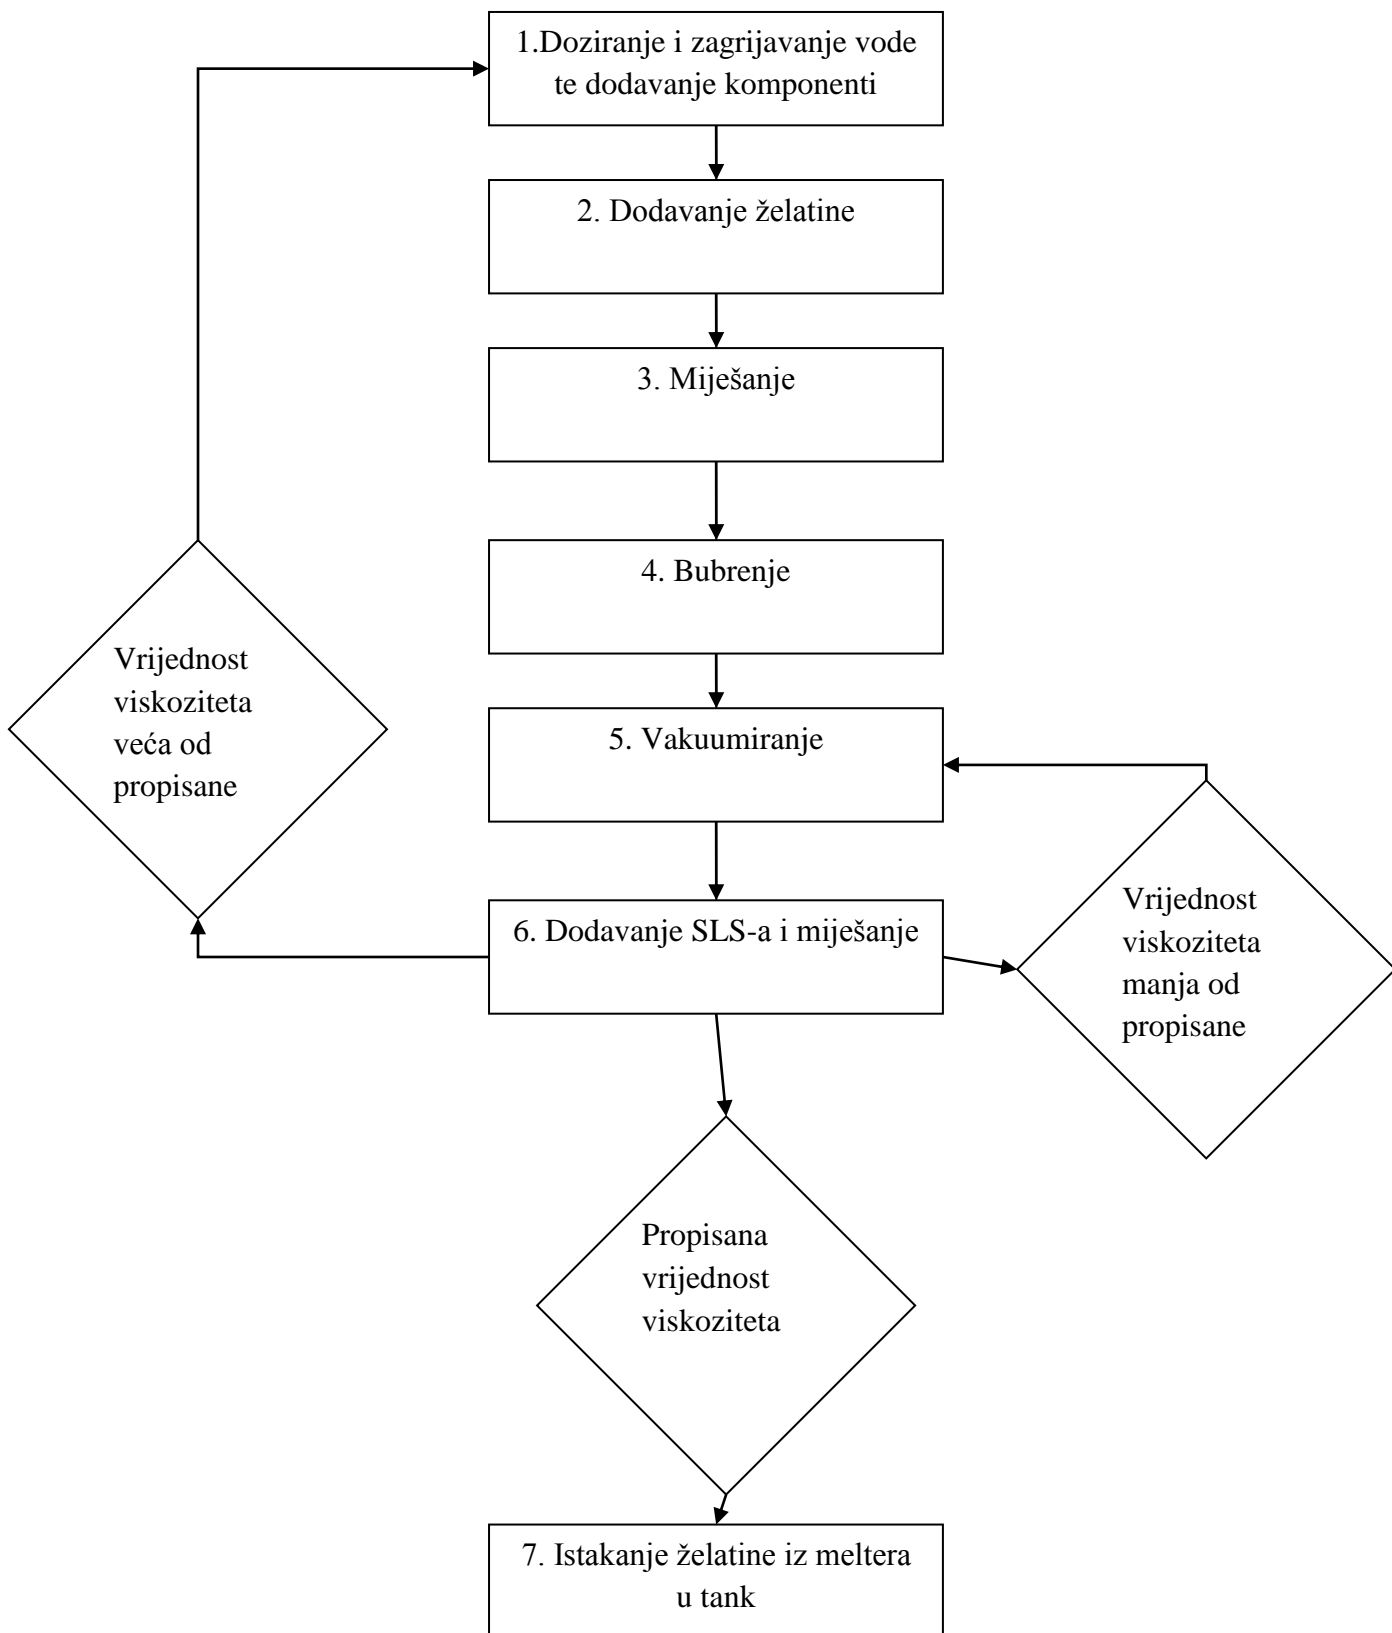 1.Doziranje i zagrijavanje vode
te dodavanje komponenti
2. Dodavanje želatine
3. Miješanje
4. Bubrenje
Vrijednost
viskoziteta
veća od
propisane
5. Vakuumiranje
6. Dodavanje SLS-a i miješanje
Vrijednost
viskoziteta
manja od
propisane
Propisana
vrijednost
viskoziteta
7. Istakanje želatine iz meltera
u tank